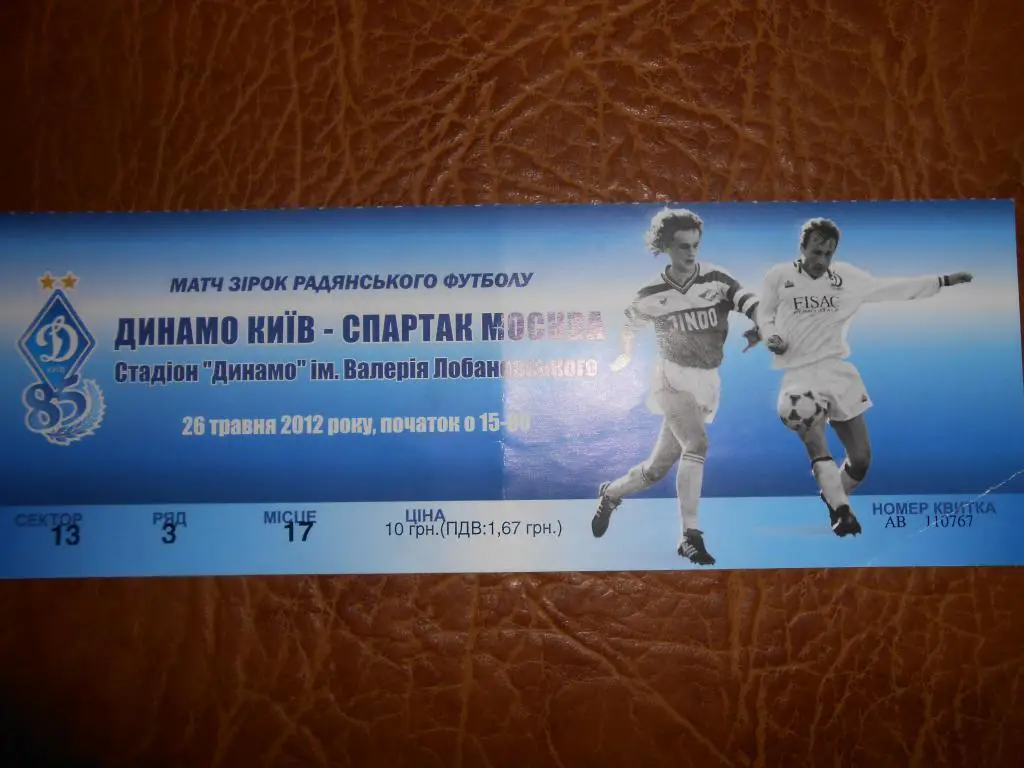 МАТЧ ЗІРОК РАДЯНСЬКОГО ФУТБОЛУ
ДИНАМО КИЇВ - СПАРТАК МОСКВА
Стадіон "Динамо" ім. Валерія Лобановського
26 травня 2012 року, початок о 15-00
Д
КИЇВ
85
JINDO
FISAC
СЕКТОР РЯД МІСЦЕ ЦІНА НОМЕР КВИТКА
13 3 17 10 грн.(ПДВ:1,67 грн.) АВ 110767